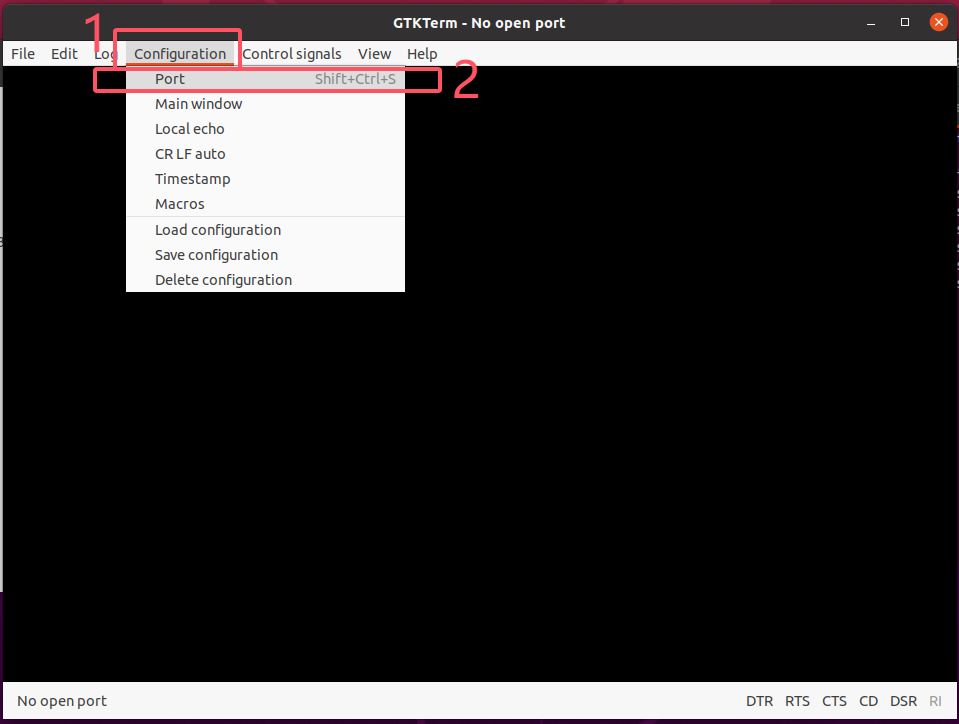 GTKTerm - No open port
1
File Edit Log Configuration Control signals View Help
Port Shift+Ctrl+S
2
Main window
Local echo
CR LF auto
Timestamp
Macros
Load configuration
Save configuration
Delete configuration
No open port DTR RTS CTS CD DSR RI